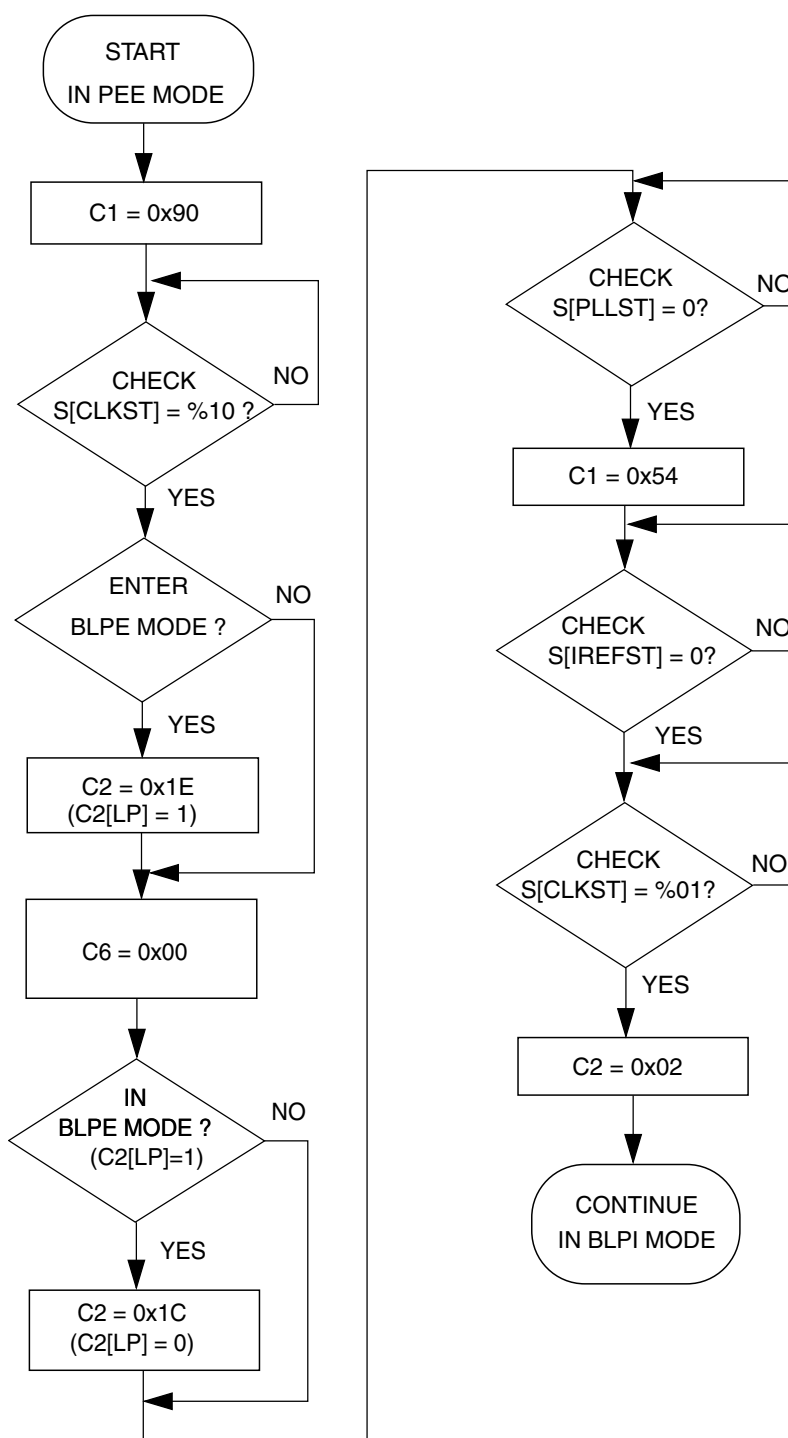 START
IN PEE MODE
C1 = 0x90
CHECK
S[CLKST] = %10 ?
NO
YES
ENTER
BLPE MODE ?
NO
YES
C2 = 0x1E
(C2[LP] = 1)
C6 = 0x00
IN
BLPE MODE ?
(C2[LP]=1)
NO
YES
C2 = 0x1C
(C2[LP] = 0)
CHECK
S[PLLST] = 0?
NO
YES
C1 = 0x54
CHECK
S[IREFST] = 0?
NO
YES
CHECK
S[CLKST] = %01?
NO
YES
C2 = 0x02
CONTINUE
IN BLPI MODE